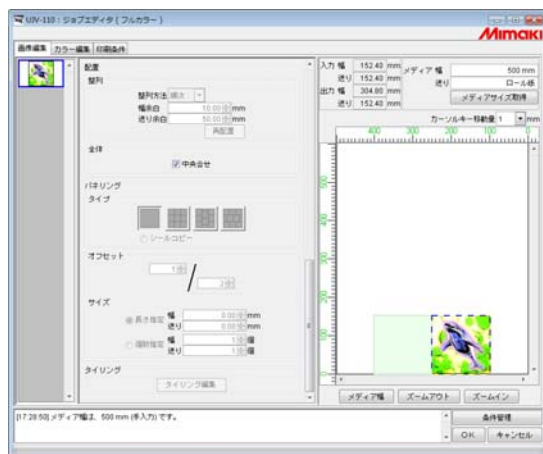 UJV-110 : ジョブエディタ ( フルカラー )
Mimaki
画像編集 カラー編集 印刷条件
配置
整列
整列方法 順次
幅余白 10.00 mm
送り余白 50.00 mm
再配置
全体
中央合せ
パネリング
タイプ
シールコピー
オフセット
1 / 2
サイズ
長さ指定 幅 0.00 mm
送り 0.00 mm
個数指定 幅 1 個
送り 1 個
タイリング
タイリング編集
入力 幅 152.40 mm
送り 152.40 mm
出力 幅 304.80 mm
送り 152.40 mm
メディア 幅 500 mm
送り ロール様
メディアサイズ取得
カーソルキー移動量 1 mm
400 300 200 100 0
500
400
300
200
100
0
メディア幅 ズームアウト ズームイン
[17:28:50] メディア幅は、500 mm (手入力) です。
条件管理
OK キャンセル